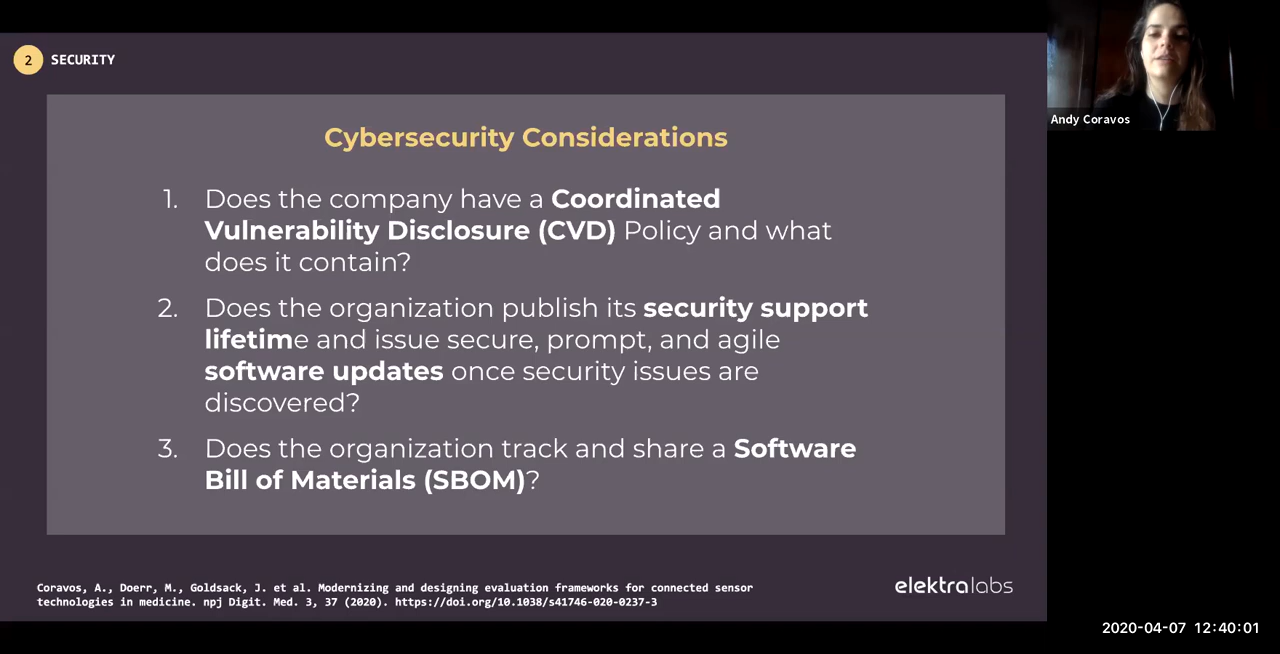 2 SECURITY
Andy Coravos
Cybersecurity Considerations
1. Does the company have a Coordinated
Vulnerability Disclosure (CVD) Policy and what
does it contain?
2. Does the organization publish its security support
lifetime and issue secure, prompt, and agile
software updates once security issues are
discovered?
3. Does the organization track and share a Software
Bill of Materials (SBOM)?
Coravos, A., Doerr, M., Goldsack, J. et al. Modernizing and designing evaluation frameworks for connected sensor
technologies in medicine. npj Digit. Med. 3, 37 (2020). https://doi.org/10.1038/s41746-020-0237-3
elektralabs
2020-04-07 12:40:01